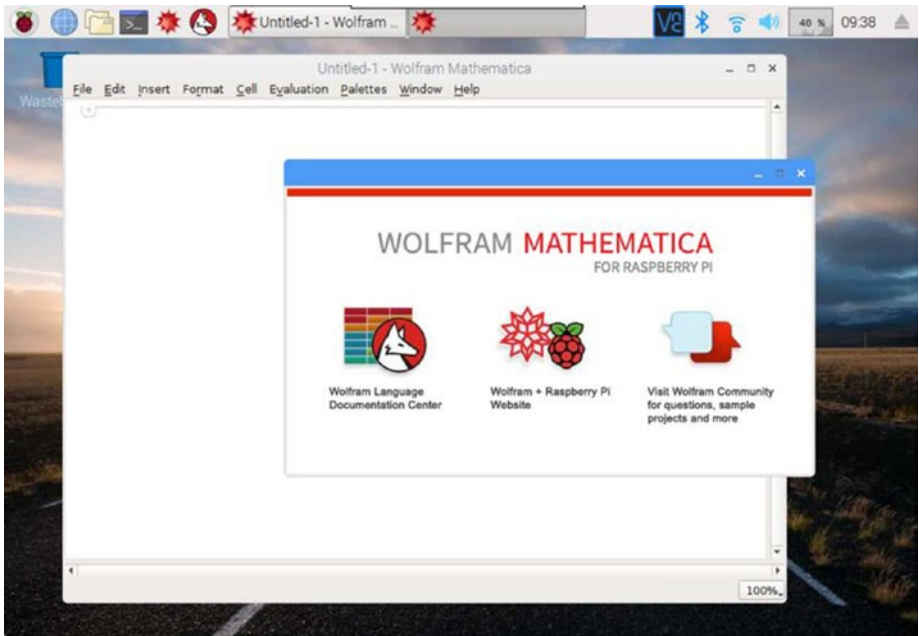 Untitled-1 - Wolfram ...
40 %
09:38
Untitled-1 - Wolfram Mathematica
File Edit Insert Format Cell Evaluation Palettes Window Help
WOLFRAM MATHEMATICA
FOR RASPBERRY PI
Wolfram Language
Documentation Center
Wolfram + Raspberry Pi
Website
Visit Wolfram Community
for questions, sample
projects and more
100%